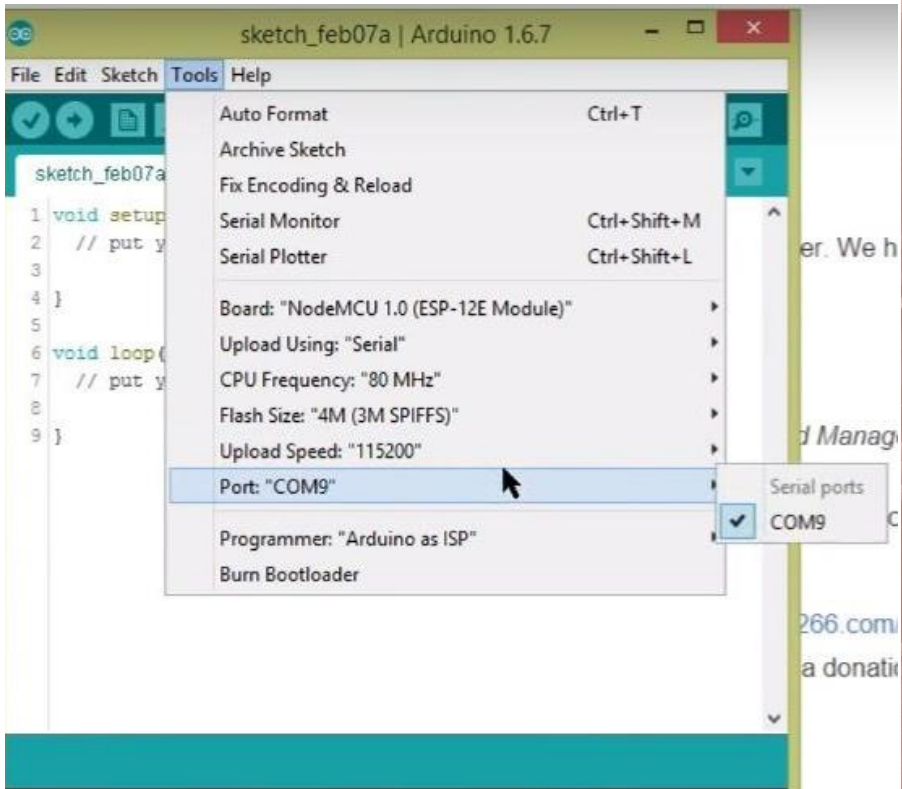 sketch_feb07a | Arduino 1.6.7
File Edit Sketch Tools Help
Auto Format Ctrl+T
Archive Sketch
sketch_feb07a
Fix Encoding & Reload
1 void setup
Serial Monitor Ctrl+Shift+M
2 // put y
Serial Plotter Ctrl+Shift+L
er. We h
3
4 }
Board: "NodeMCU 1.0 (ESP-12E Module)"
5
Upload Using: "Serial"
6 void loop(
7 // put y
CPU Frequency: "80 MHz"
8
Flash Size: "4M (3M SPIFFS)"
9 }
d Manag
Upload Speed: "115200"
Port: "COM9"
Serial ports
COM9
Programmer: "Arduino as ISP"
Burn Bootloader
266.com/
a donati